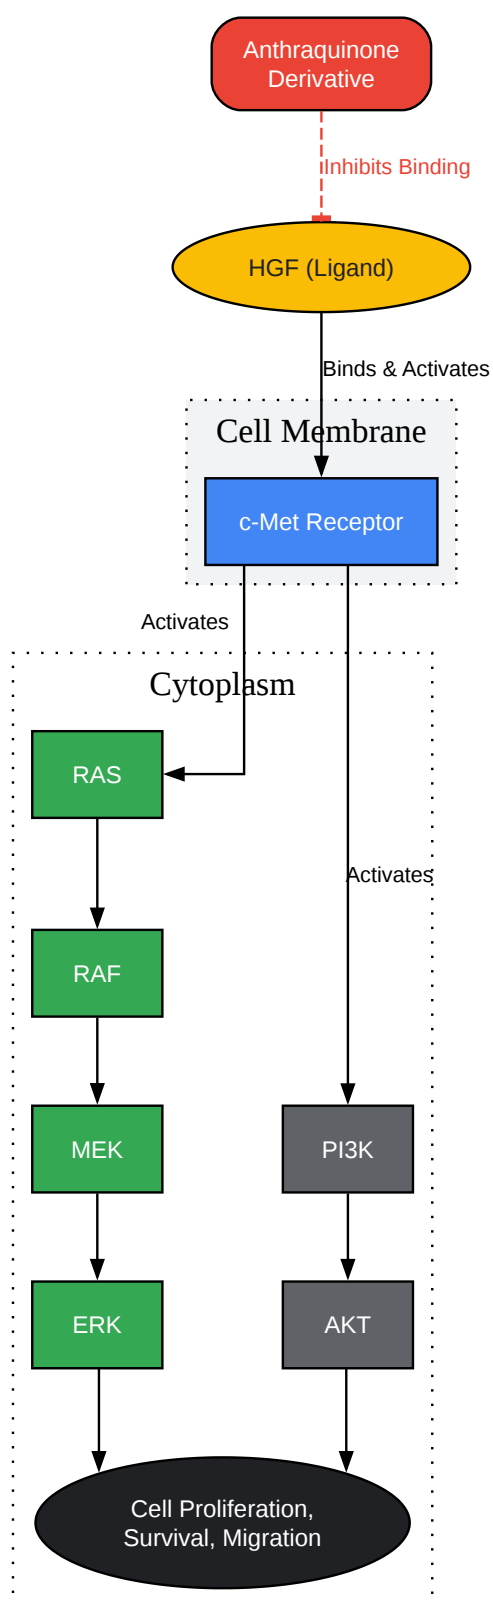 Anthraquinone
Derivative
Inhibits Binding
HGF (Ligand)
Binds & Activates
Cell Membrane
c-Met Receptor
Activates
Cytoplasm
RAS
Activates
RAF
MEK
PI3K
ERK
AKT
Cell Proliferation,
Survival, Migration